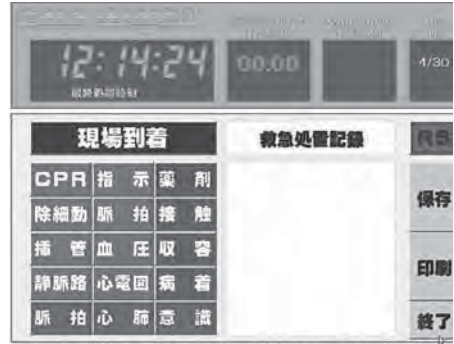 12:14:24
00.00
4/30
現場到着
救急処置記録
RS
CPR 指示 薬剤
除細動 脈拍 接触
保存
挿管 血圧 収容
印刷
静脈路 心電図 病着
脈拍 心肺 意識
終了